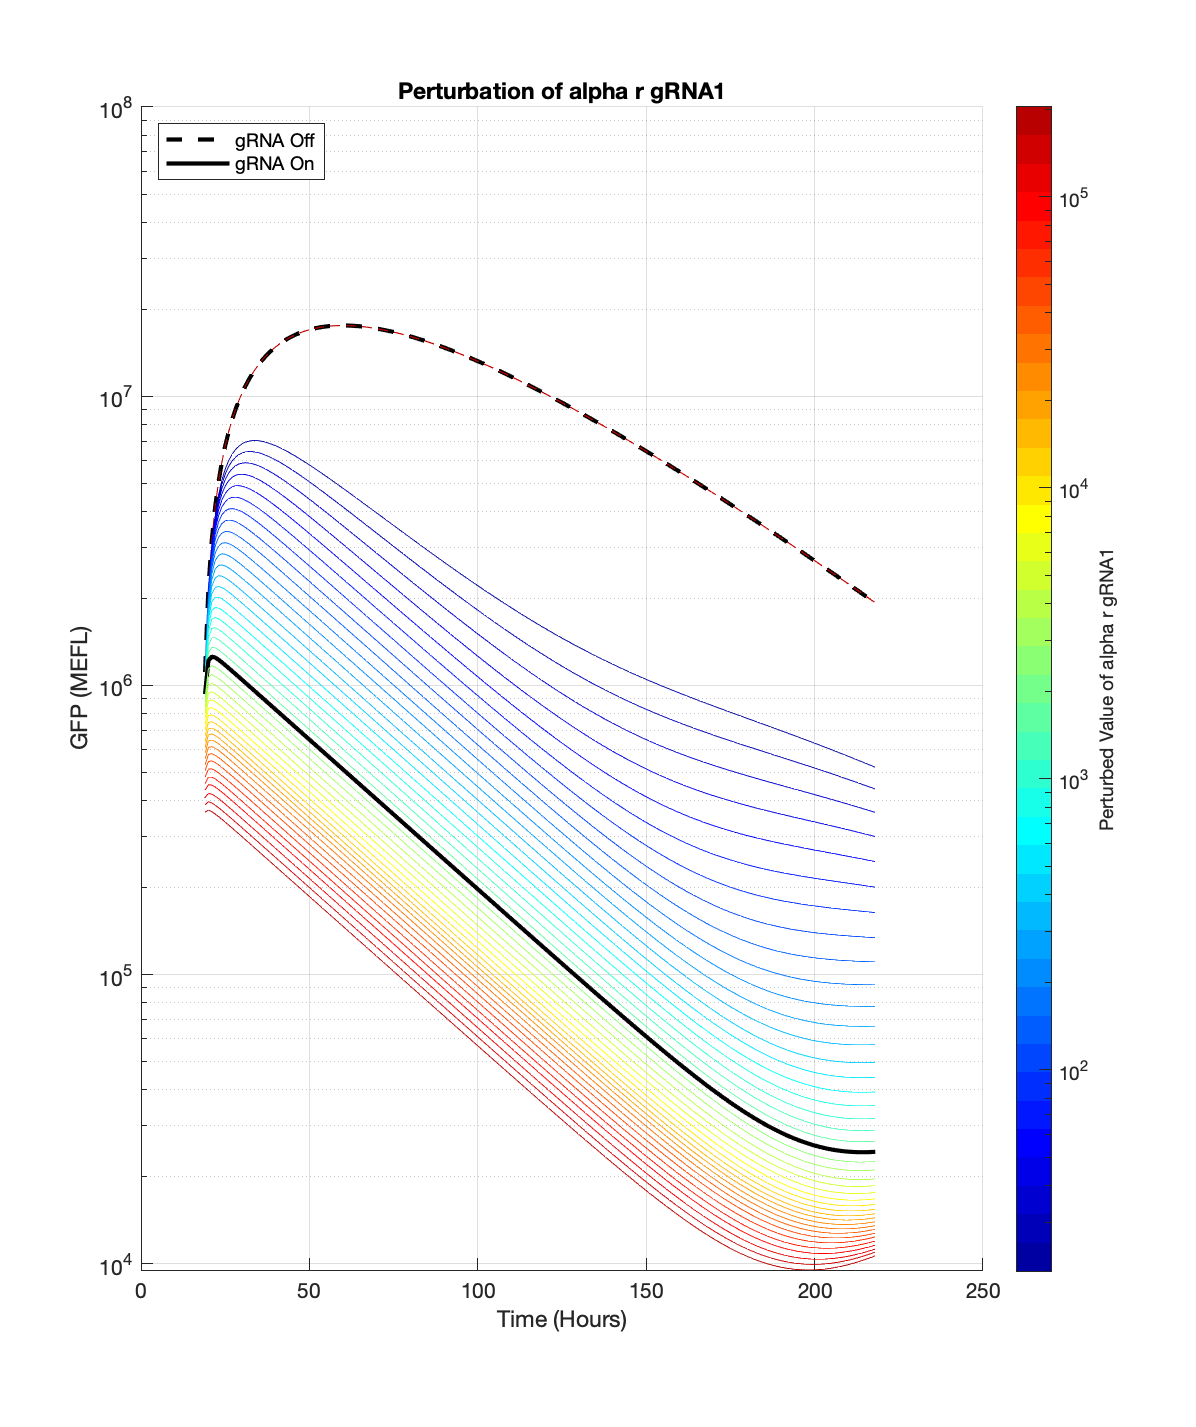 Perturbation of alpha r gRNA1
gRNA Off
gRNA On
10^8
10^7
10^6
10^5
10^4
GFP (MEFL)
0 50 100 150 200 250
Time (Hours)
10^5
10^4
10^3
10^2
Perturbed Value of alpha r gRNA1